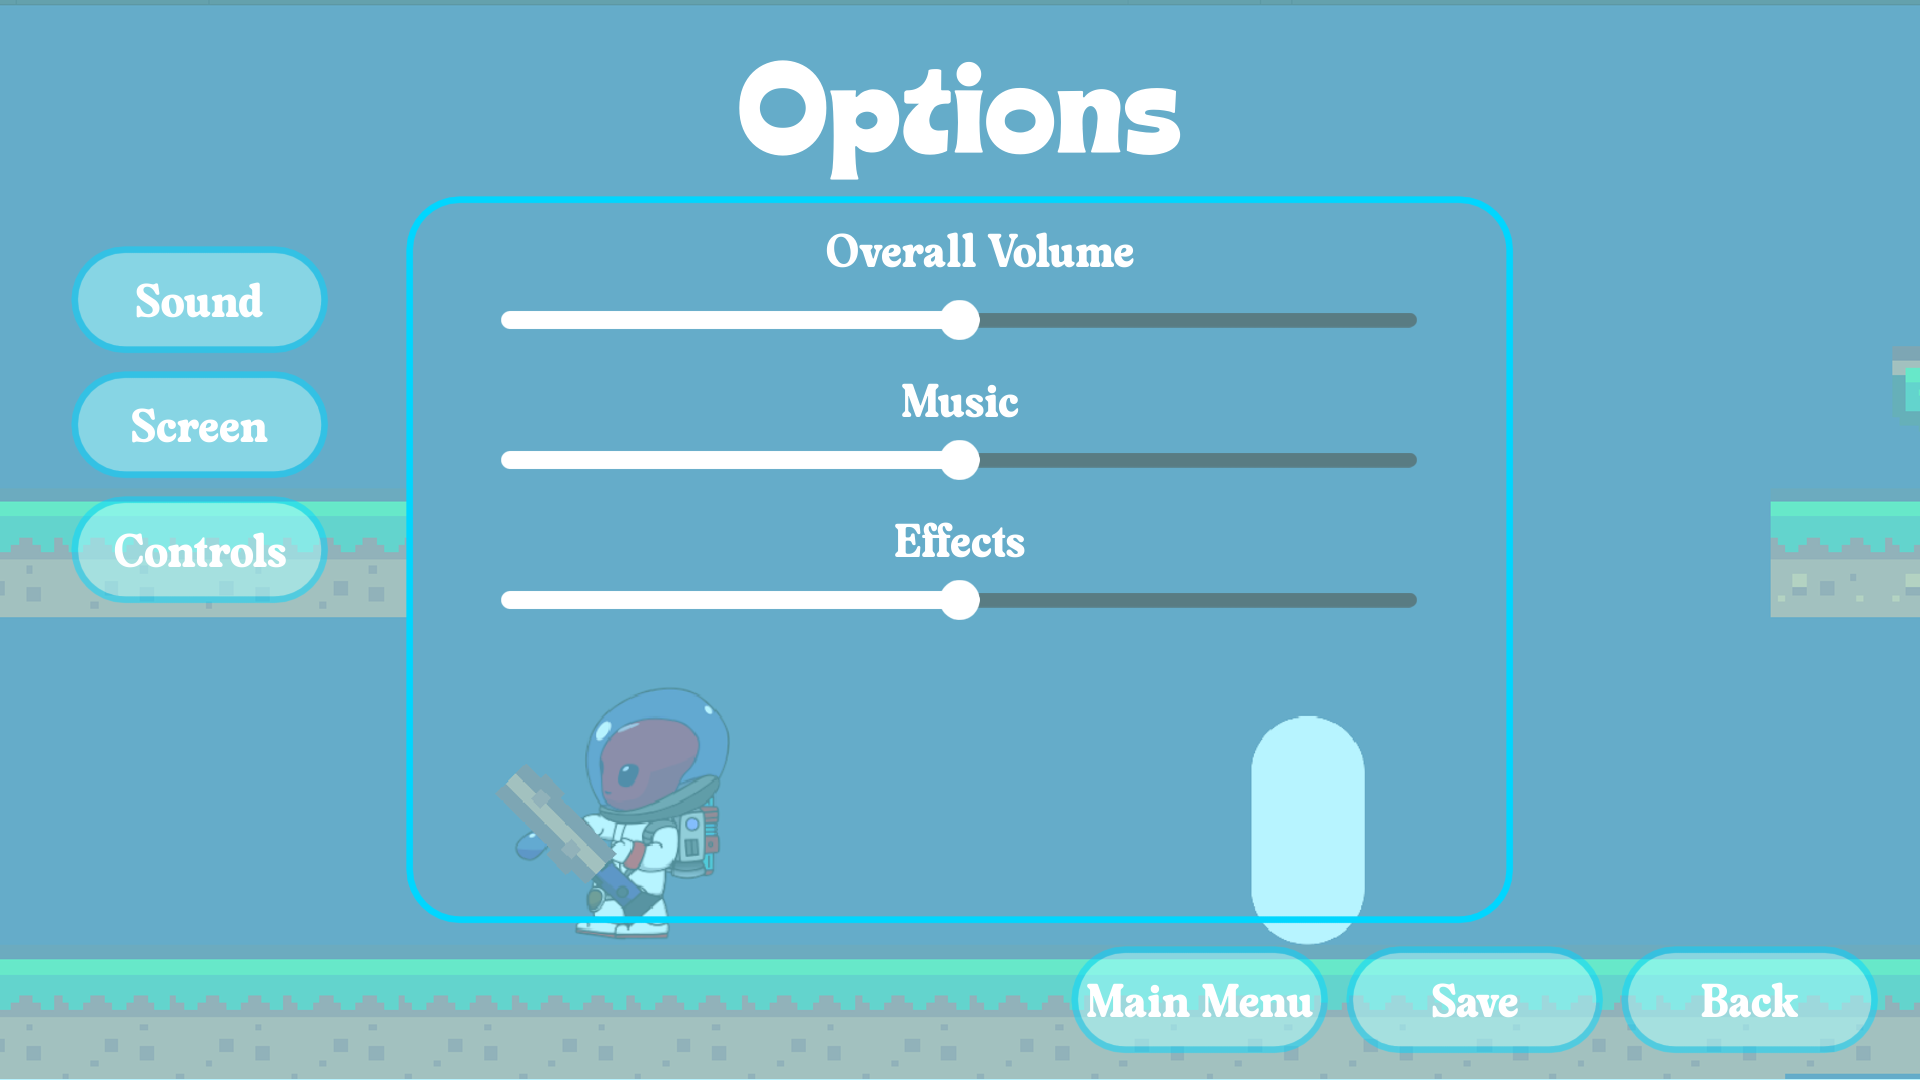 Options
Overall Volume
Sound
Music
Screen
Effects
Controls
Main Menu
Save
Back